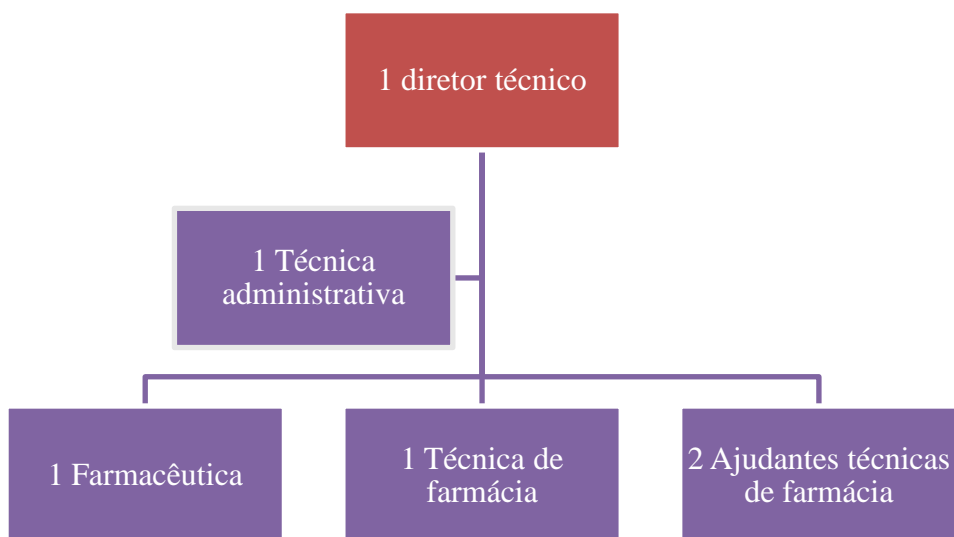 1 diretor técnico
1 Técnica
administrativa
1 Farmacêutica
1 Técnica de
farmácia
2 Ajudantes técnicas
de farmácia